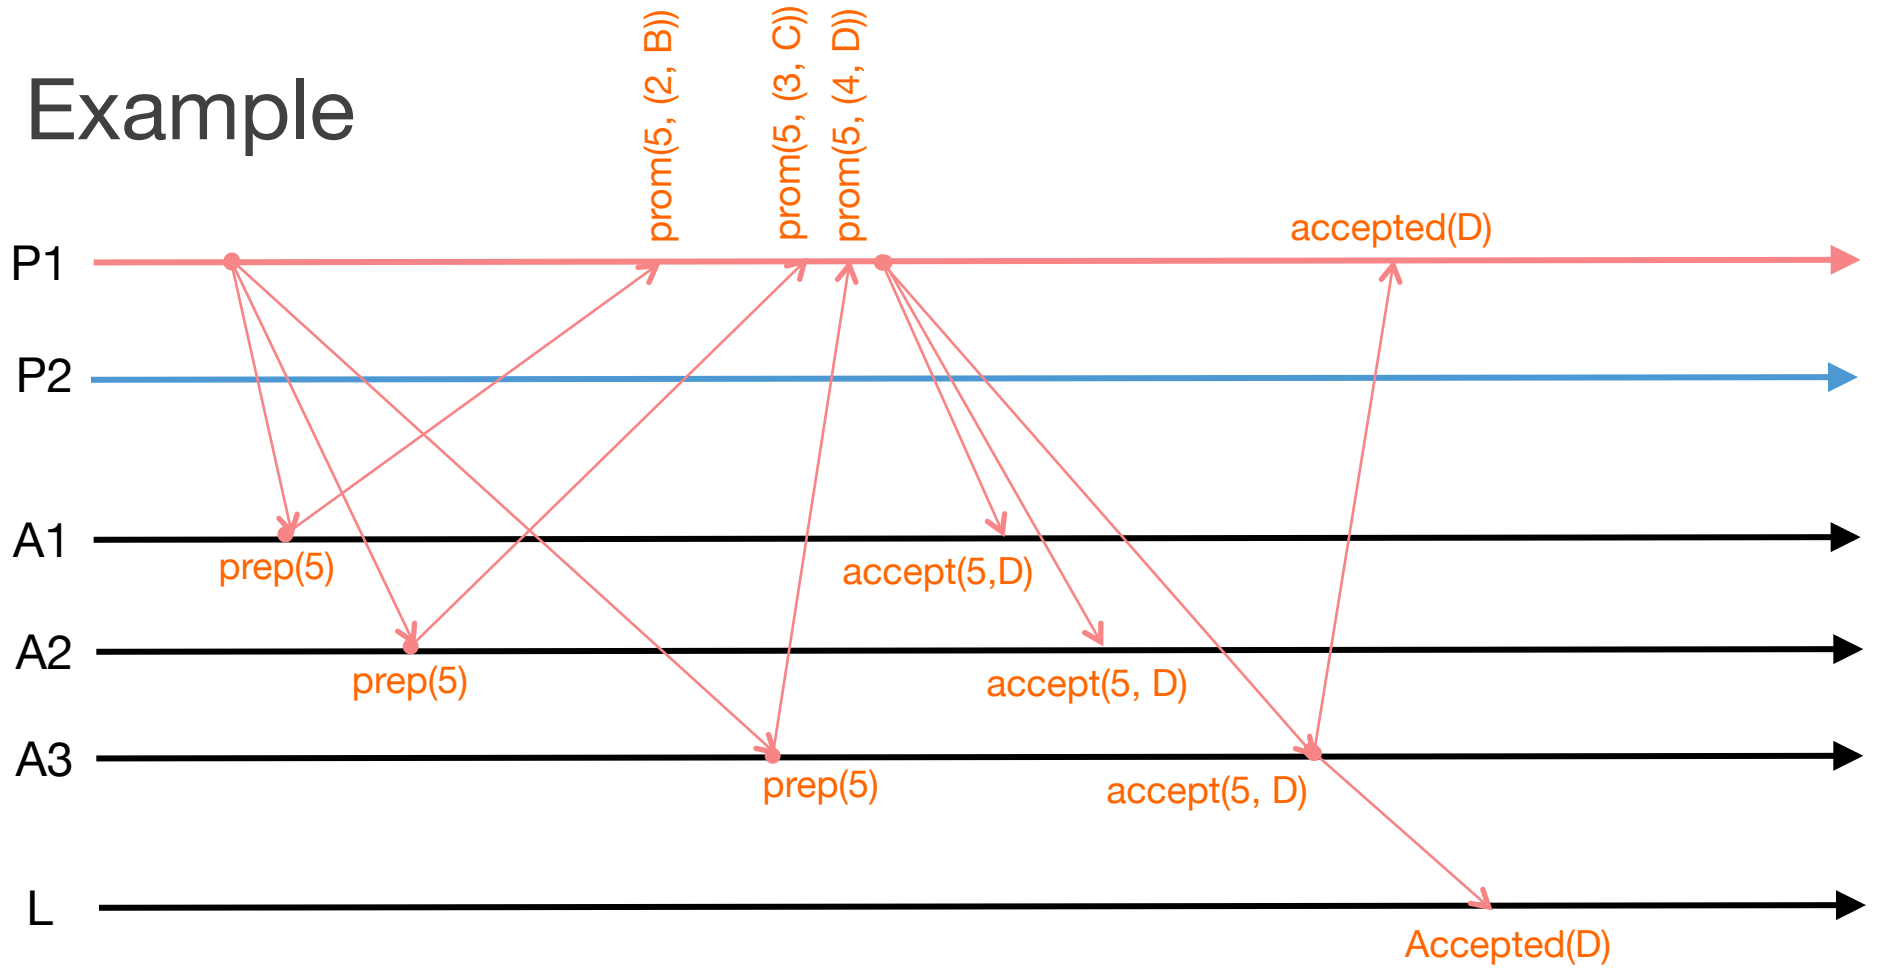 Example
prom(5, (2, B))
prom(5, (3, C))
prom(5, (4, D))
accepted(D)
P1
P2
A1
prep(5)
accept(5,D)
A2
prep(5)
accept(5, D)
A3
prep(5)
accept(5, D)
L
Accepted(D)